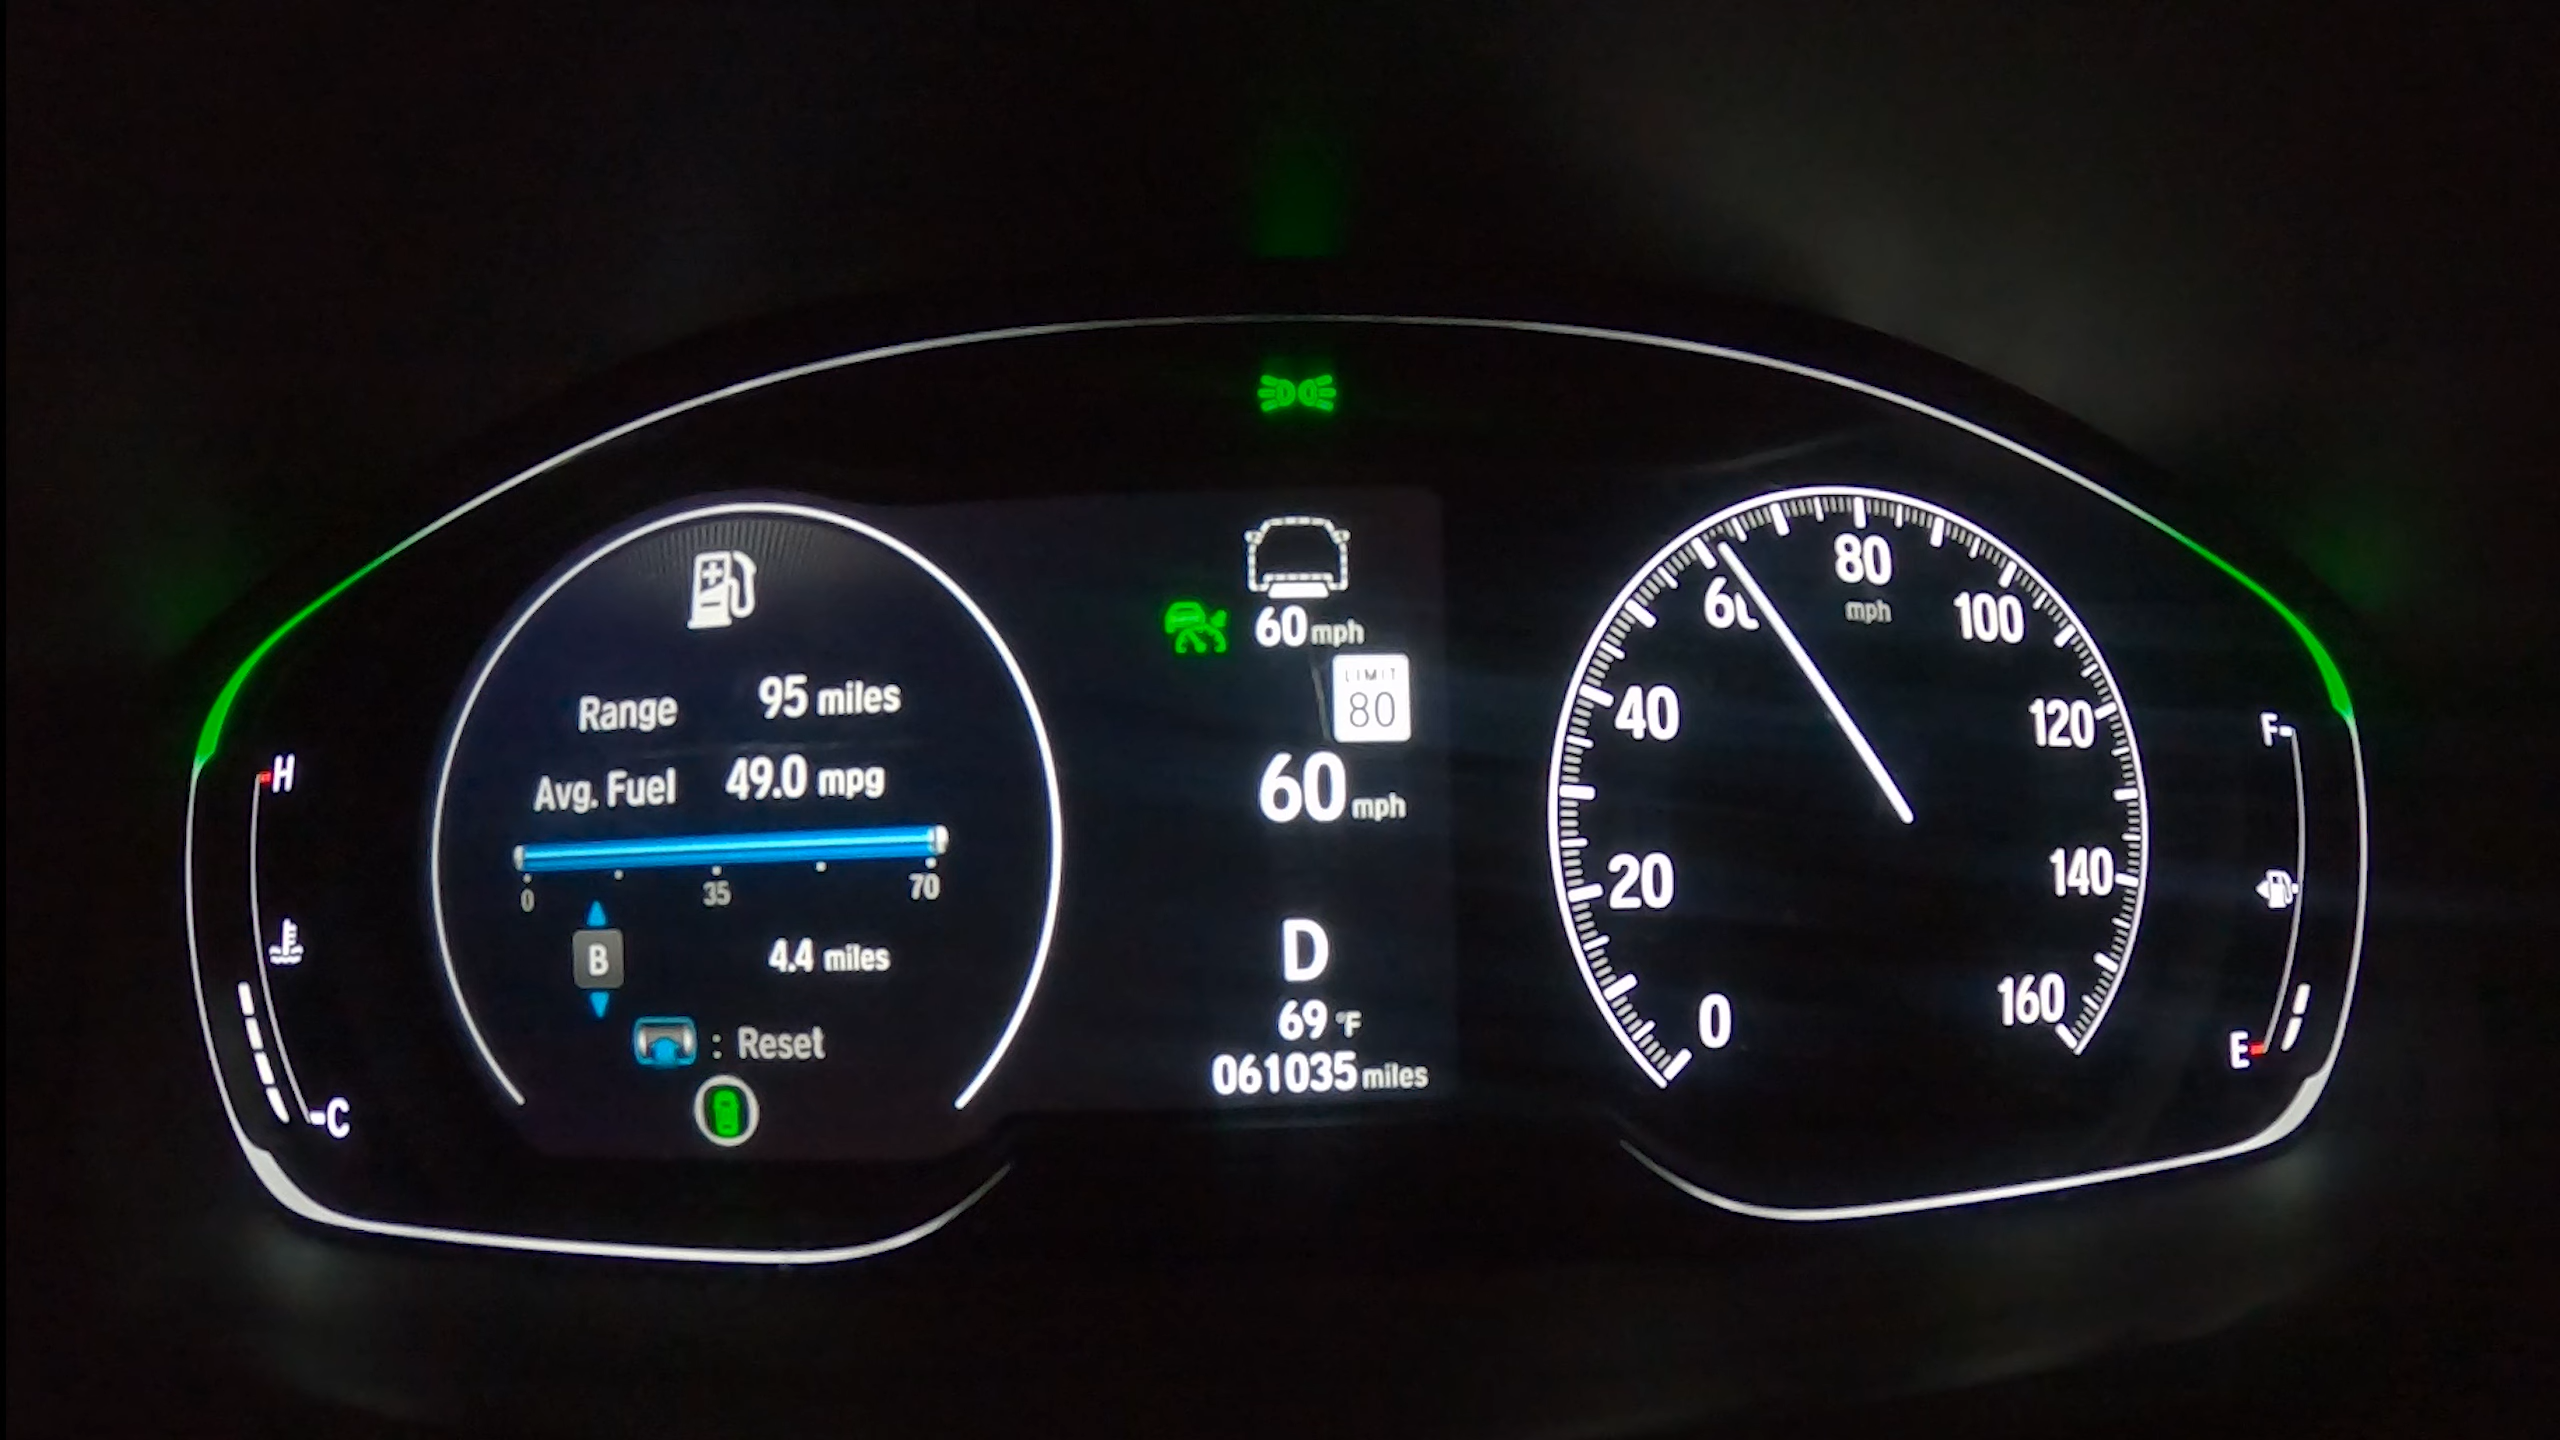 Range 95 miles
Avg. Fuel 49.0 mpg
0 35 70
B 4.4 miles
: Reset
H
C
60 mph
LIMIT
80
60 mph
D
69 °F
061035 miles
0
20
40
60
80
mph
100
120
140
160
F
E